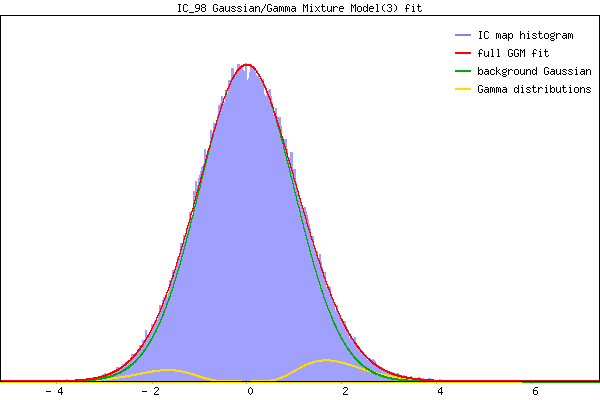 IC_98 Gaussian/Gamma Mixture Model(3) fit
IC map histogram
full GGM fit
background Gaussian
Gamma distributions
-4 -2 0 2 4 6